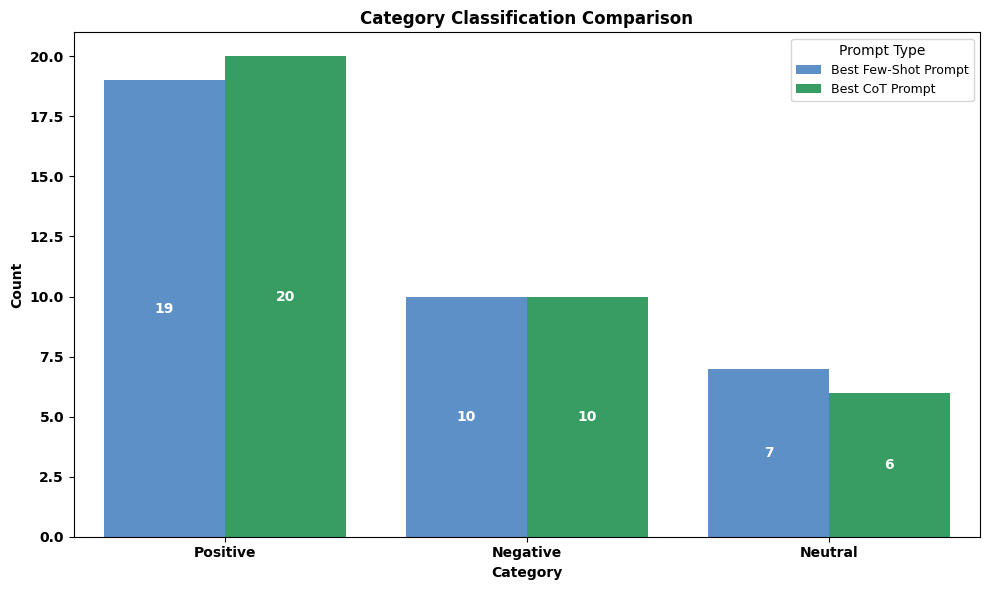 Category Classification Comparison
Prompt Type
Best Few-Shot Prompt
Best CoT Prompt
Count
20.0
17.5
15.0
12.5
10.0
7.5
5.0
2.5
0.0
19
20
10
10
7
6
Positive
Negative
Neutral
Category